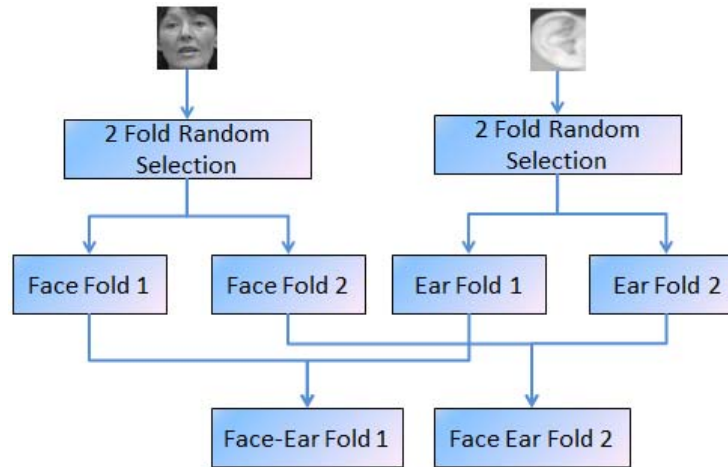 2 Fold Random
Selection
2 Fold Random
Selection
Face Fold 1
Face Fold 2
Ear Fold 1
Ear Fold 2
Face-Ear Fold 1
Face Ear Fold 2